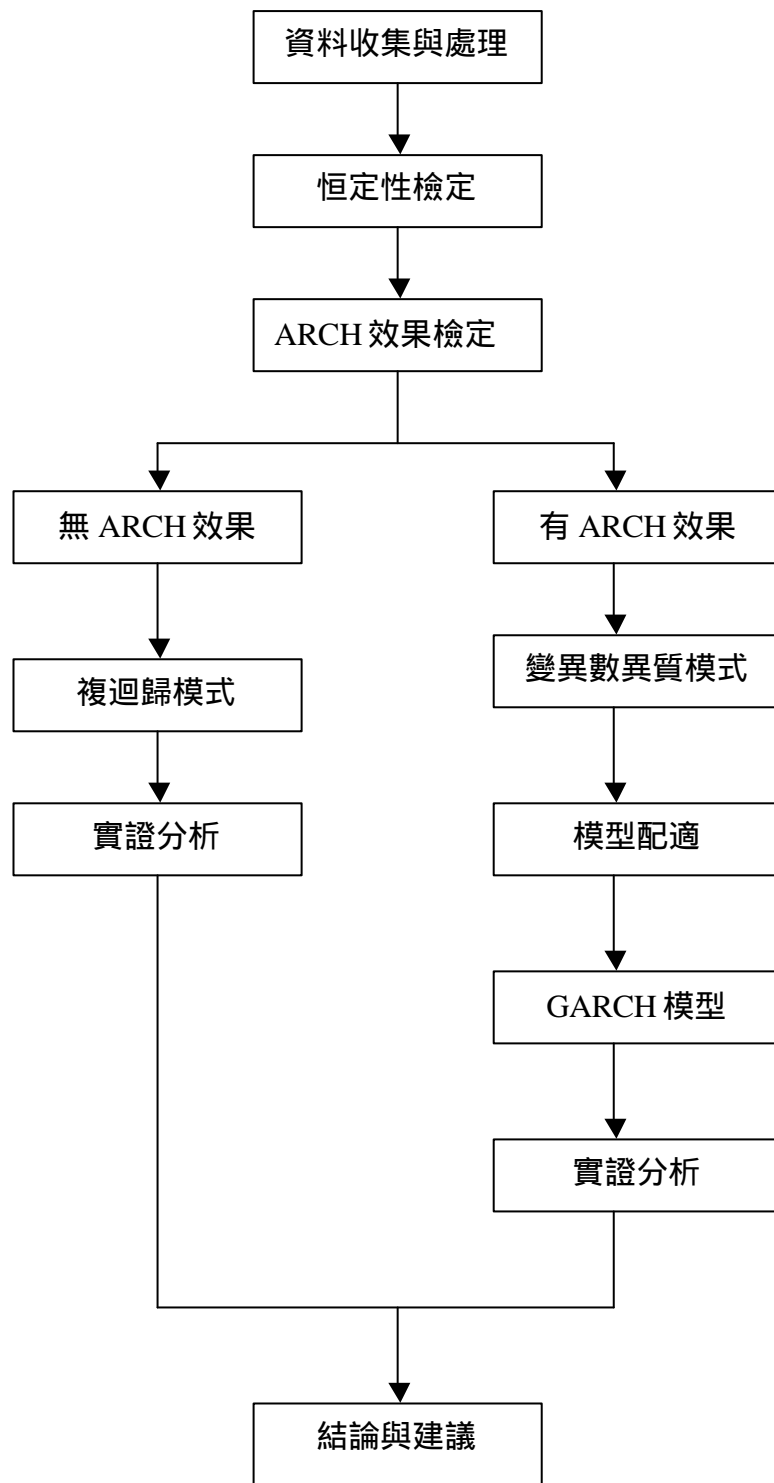 資料收集與處理
恒定性檢定
ARCH 效果檢定
無 ARCH 效果
有 ARCH 效果
複迴歸模式
變異數異質模式
實證分析
模型配適
GARCH 模型
實證分析
結論與建議